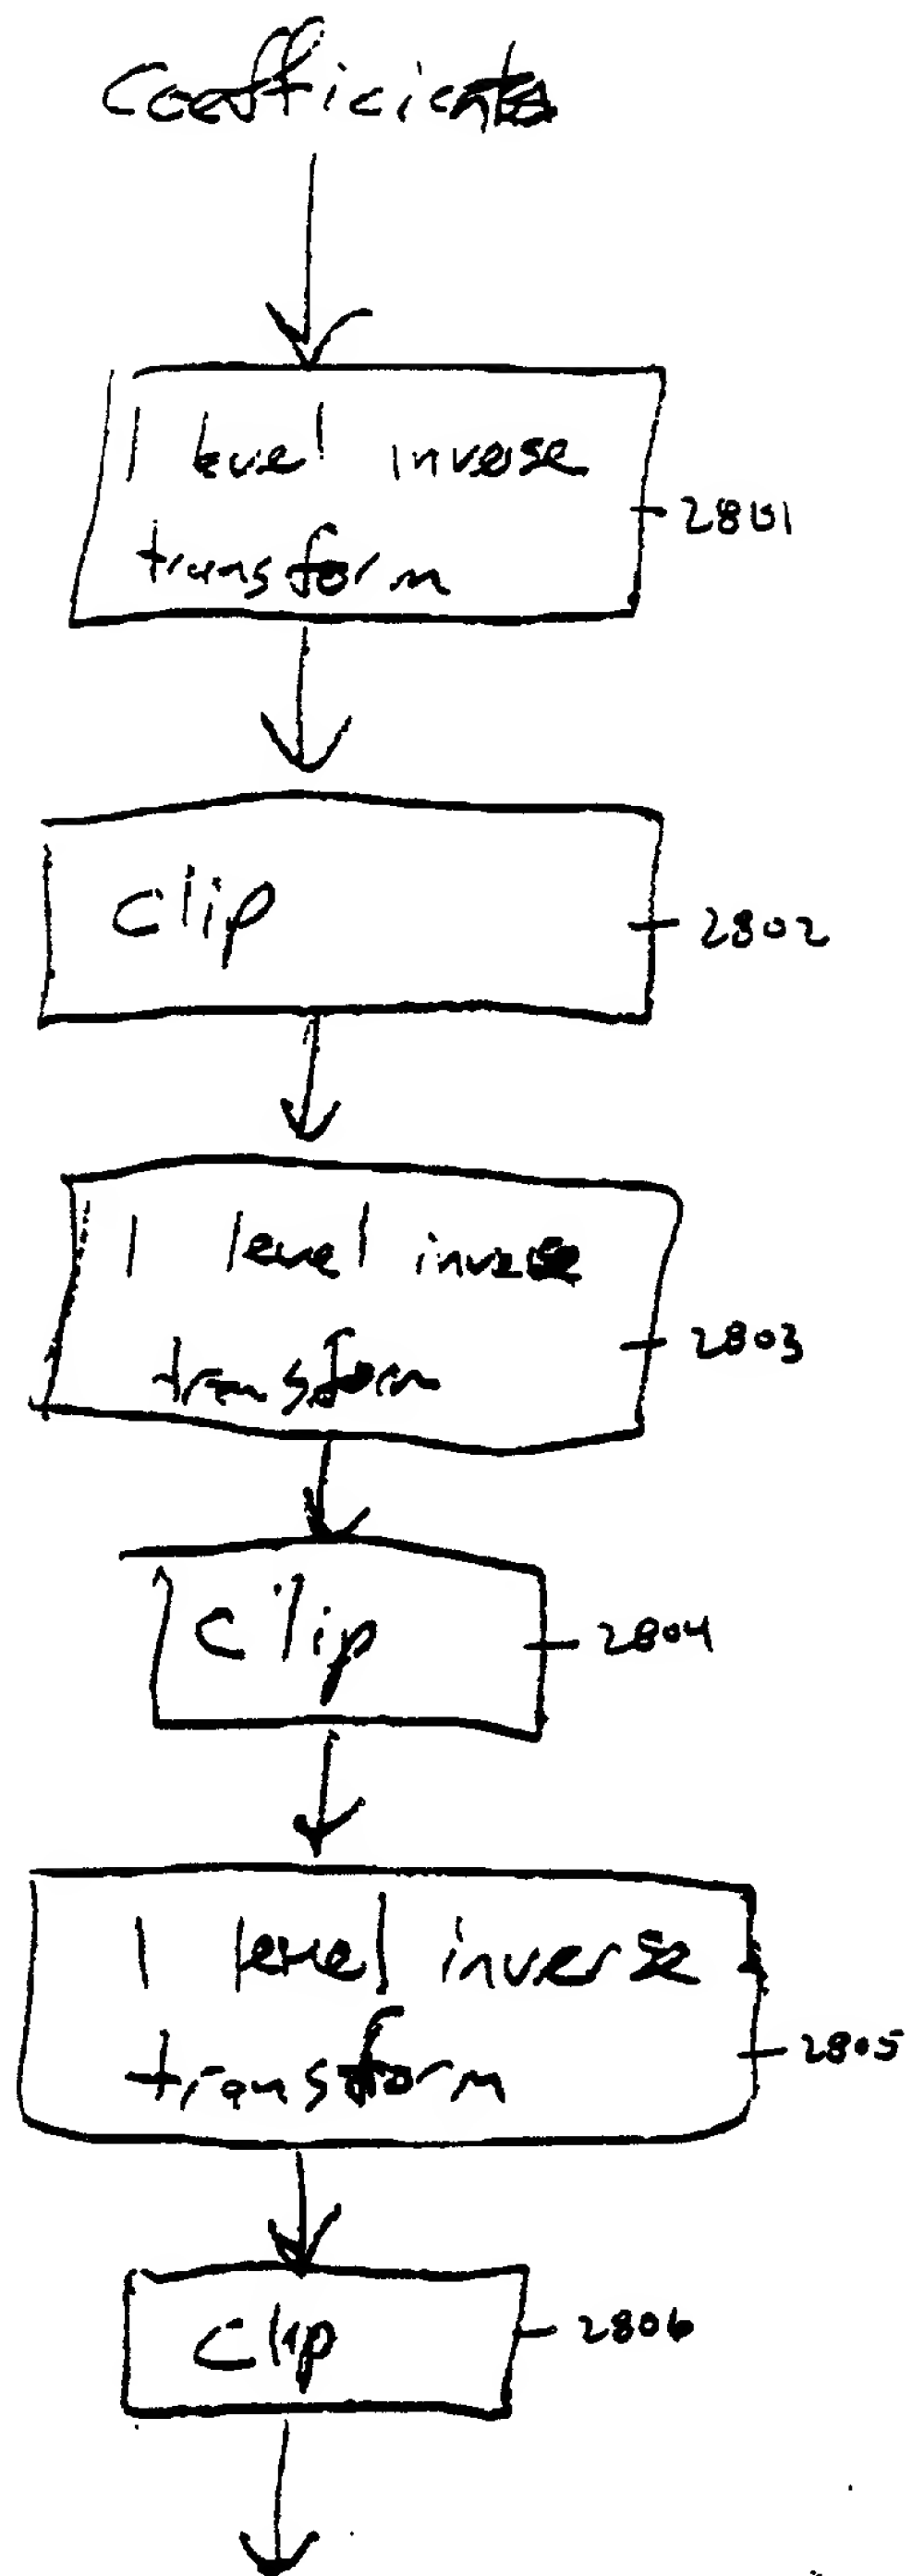 Coefficients
1 level inverse
transform
2801
Clip
2802
1 level inverse
transform
2803
Clip
2804
1 level inverse
transform
2805
Clip
2806